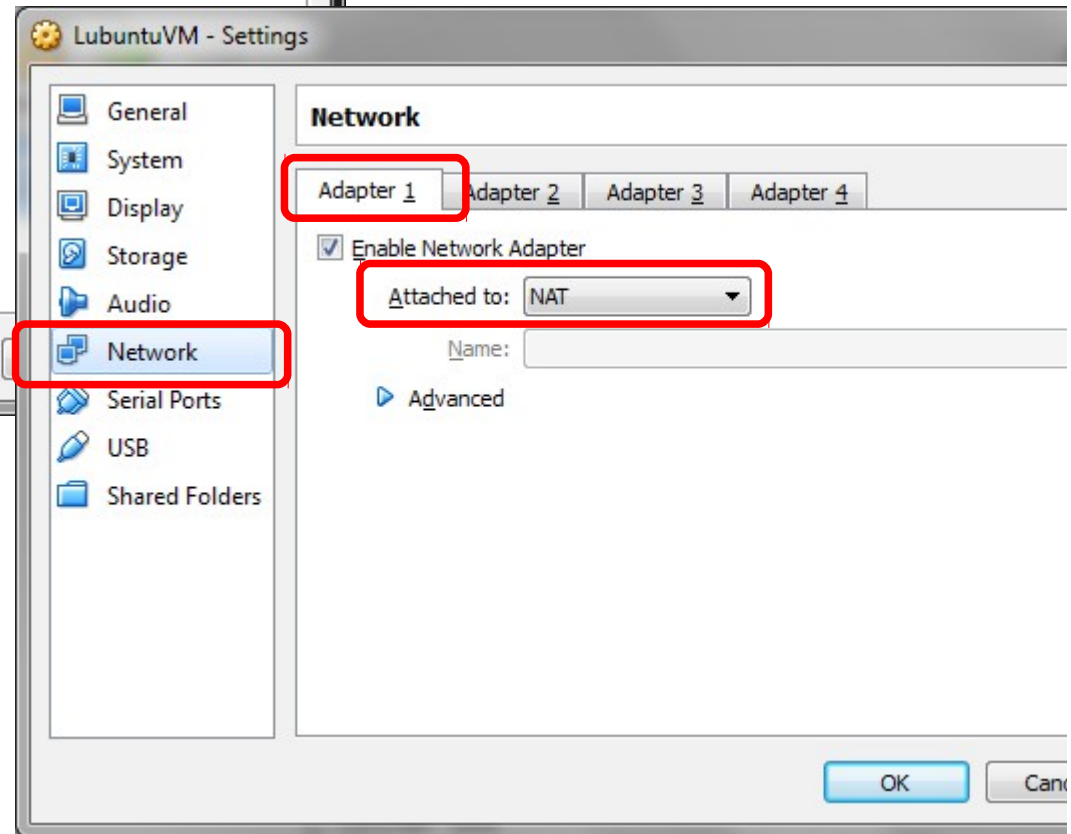 LubuntuVM - Settings
General
System
Display
Storage
Audio
Network
Serial Ports
USB
Shared Folders
Network
Adapter 1 Adapter 2 Adapter 3 Adapter 4
Enable Network Adapter
Attached to: NAT
Name:
Advanced
OK